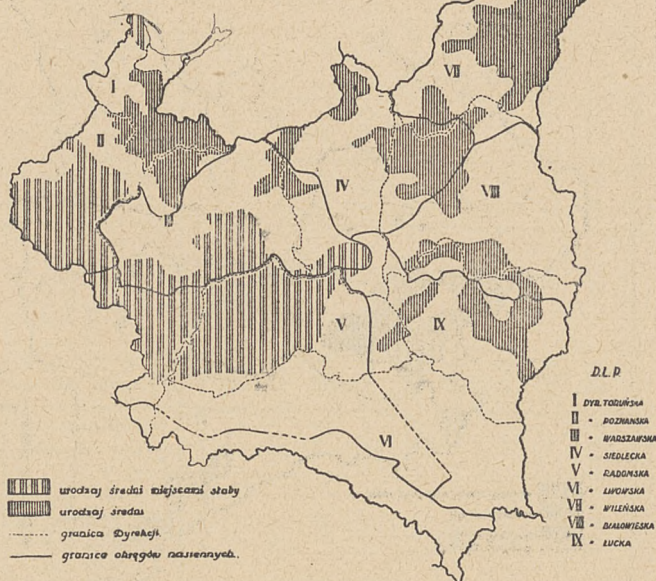 I
II
VII
IV
VIII
V
IX
VI
D.L.P.
I DYR. TORUŃSKA
II " POZNAŃSKA
III " WARSZAWSKA
IV " SIEDLECKA
V " RADOMSKA
VI " LWOWSKA
VII " WILEŃSKA
VIII " BIAŁOWIESKA
IX " ŁUCKA
urodzaj średni miejscami słaby
urodzaj średni
granica Dyrekcji
granica okręgów nasiennych.